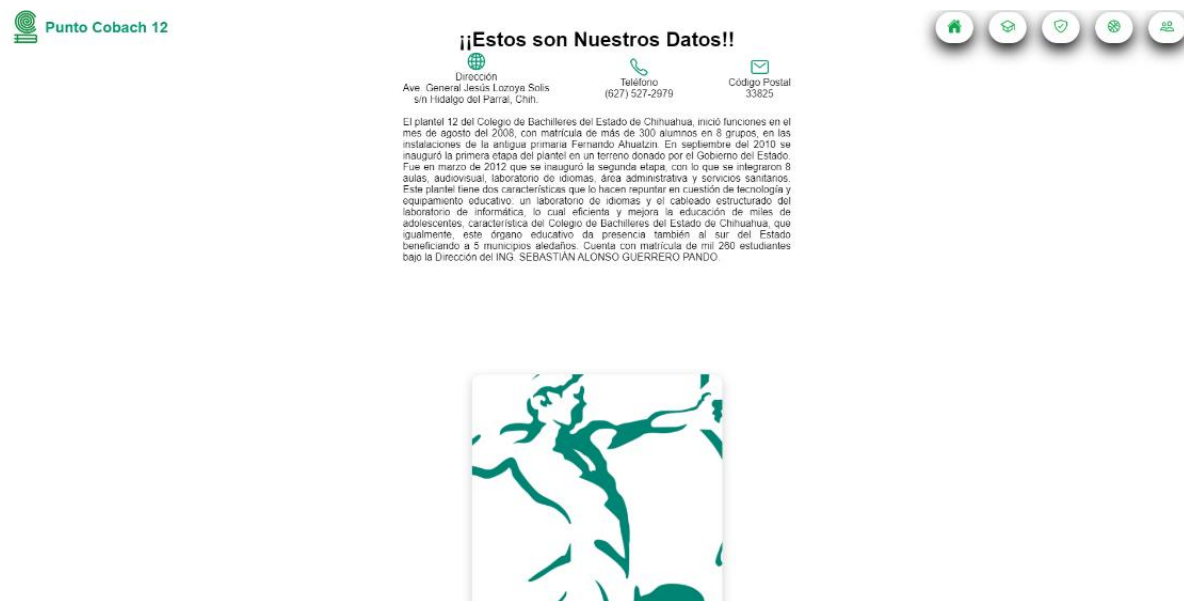 Punto Cobach 12
¡¡Estos son Nuestros Datos!!
Dirección
Ave. General Jesús Lozoya Solis
s/n Hidalgo del Parral, Chih.
Teléfono
(627) 527-2979
Código Postal
33825
El plantel 12 del Colegio de Bachilleres del Estado de Chihuahua, inició funciones en el
mes de agosto del 2008, con matrícula de más de 300 alumnos en 8 grupos, en las
instalaciones de la antigua primaria Fernando Ahuatzin. En septiembre del 2010 se
inauguró la primera etapa del plantel en un terreno donado por el Gobierno del Estado.
Fue en marzo de 2012 que se inauguró la segunda etapa, con lo que se integraron 8
aulas, audiovisual, laboratorio de idiomas, área administrativa y servicios sanitarios.
Este plantel tiene dos características que lo hacen repuntar en cuestión de tecnología y
equipamiento educativo: un laboratorio de idiomas y el cableado estructurado del
laboratorio de informática, lo cual eficienta y mejora la educación de miles de
adolescentes, característica del Colegio de Bachilleres del Estado de Chihuahua, que
igualmente, este órgano educativo da presencia también al sur del Estado
beneficiando a 5 municipios aledaños. Cuenta con matrícula de mil 260 estudiantes
bajo la Dirección del ING. SEBASTIÁN ALONSO GUERRERO PANDO.